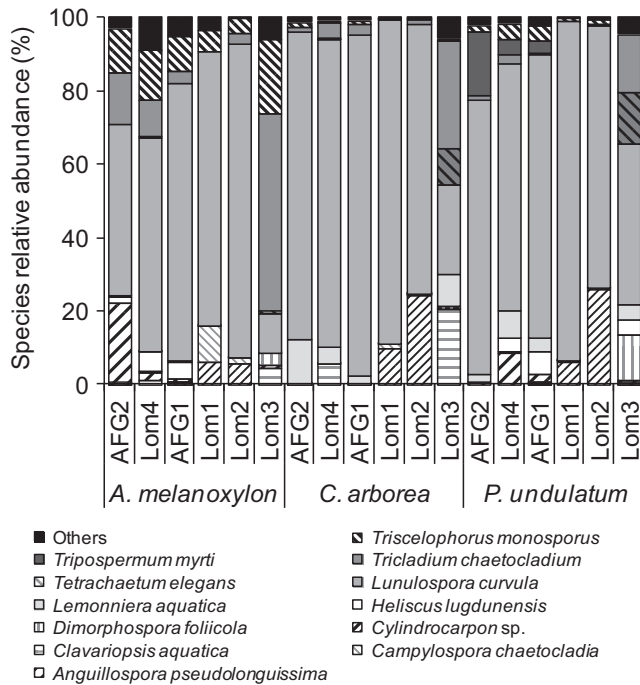 Species relative abundance (%)
100
80
60
40
20
0
AFG2 Lom4 AFG1 Lom1 Lom2 Lom3 AFG2 Lom4 AFG1 Lom1 Lom2 Lom3 AFG2 Lom4 AFG1 Lom1 Lom2 Lom3
A. melanoxylon C. arborea P. undulatum
Others Triscelophorus monosporus
Tripospermum myrti Tricladium chaetocladium
Tetrachaetum elegans Lunulospora curvula
Lemonniera aquatica Heliscus lugdunensis
Dimorphospora foliicola Cylindrocarpon sp.
Clavariopsis aquatica Campylospora chaetocladia
Anguillospora pseudolonguissima